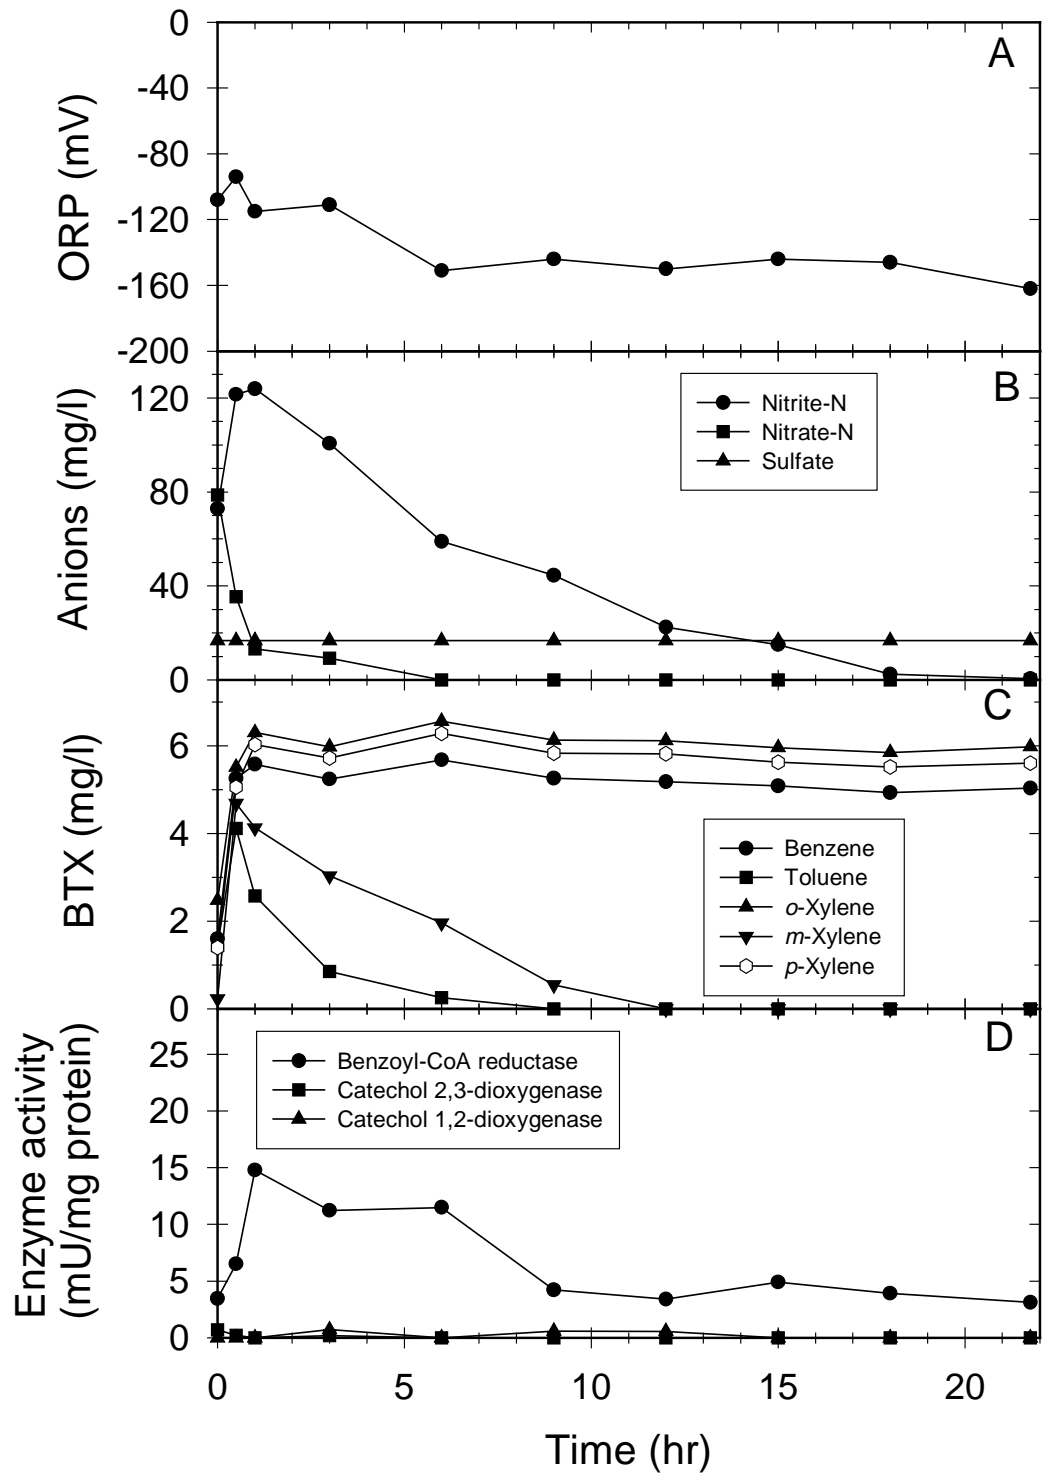 A
0
-40
-80
-120
-160
-200
ORP (mV)
B
120
80
40
0
Anions (mg/l)
Nitrite-N
Nitrate-N
Sulfate
C
6
4
2
0
BTX (mg/l)
Benzene
Toluene
o-Xylene
m-Xylene
p-Xylene
D
25
20
15
10
5
0
Enzyme activity
(mU/mg protein)
Benzoyl-CoA reductase
Catechol 2,3-dioxygenase
Catechol 1,2-dioxygenase
0 5 10 15 20
Time (hr)